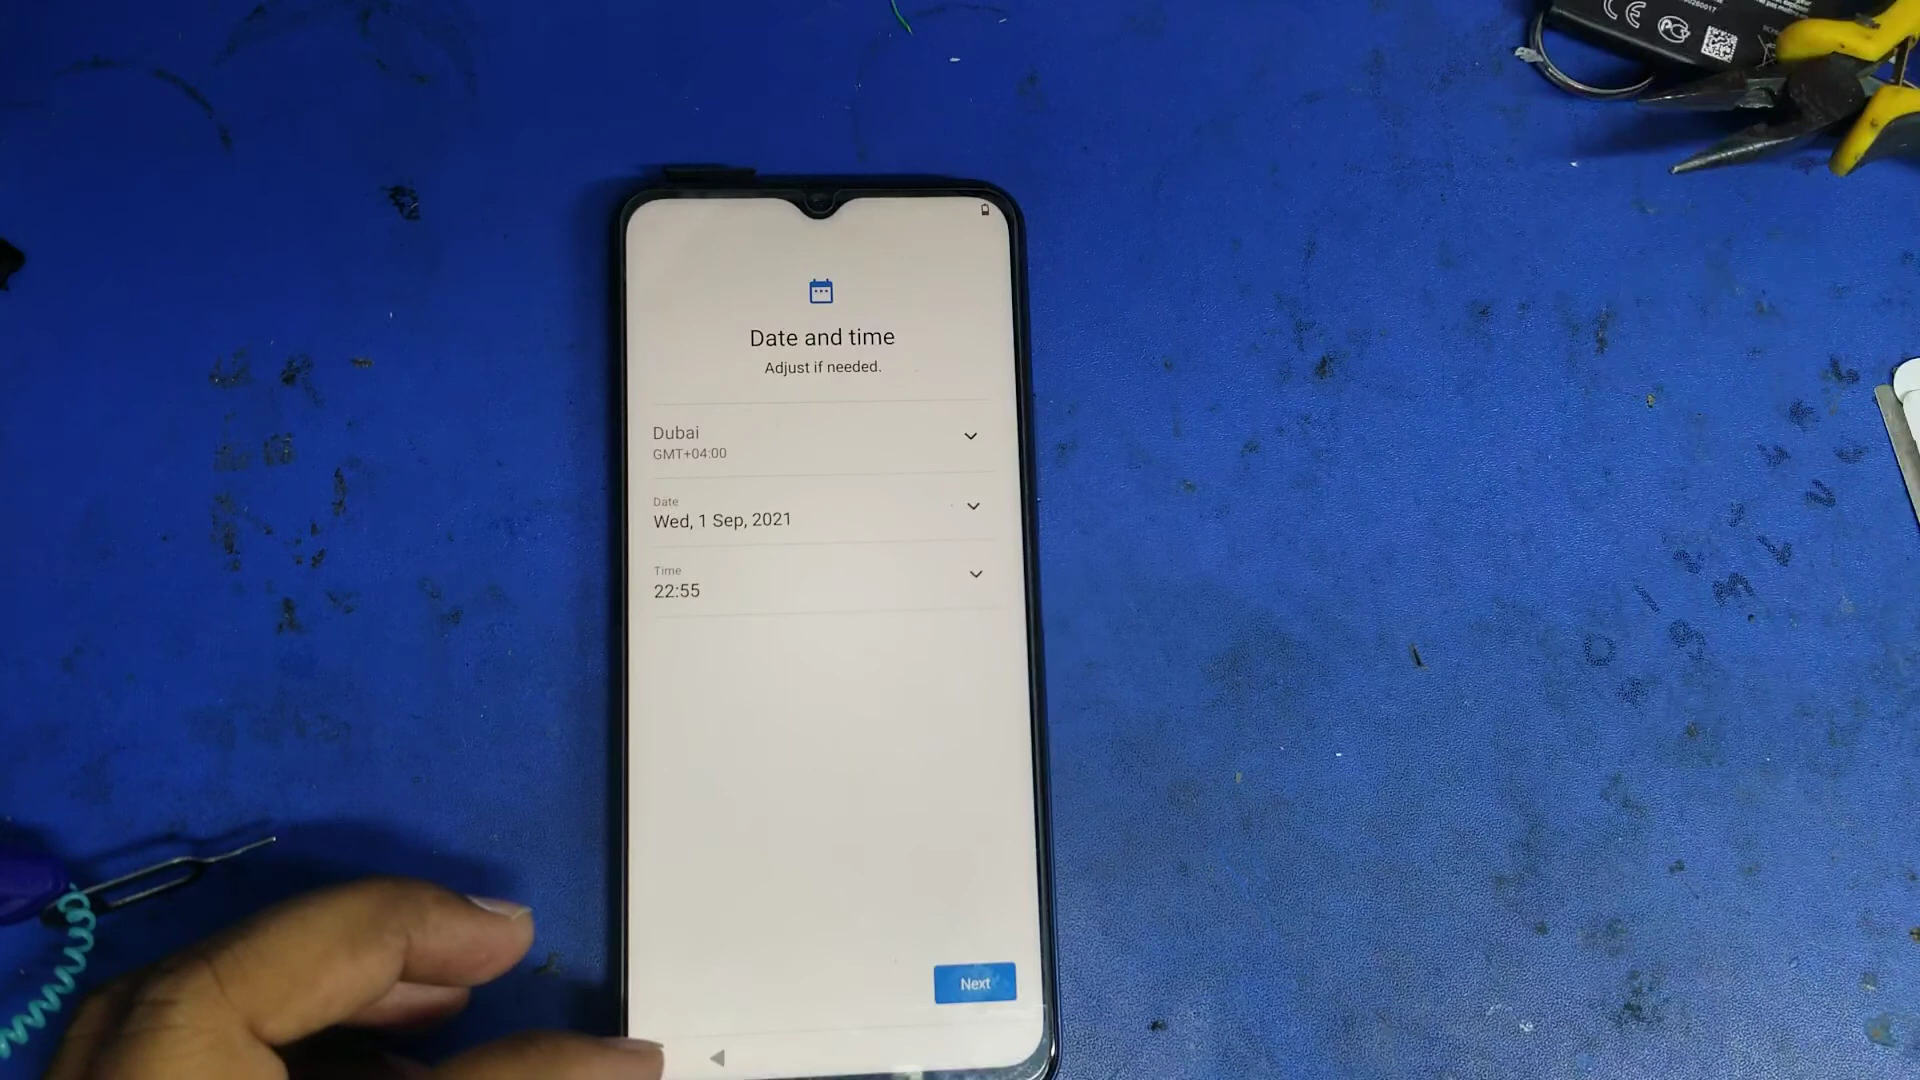 Date and time
Adjust if needed.
Dubai
GMT+04:00
Date
Wed, 1 Sep, 2021
Time
22:55
Next
CE